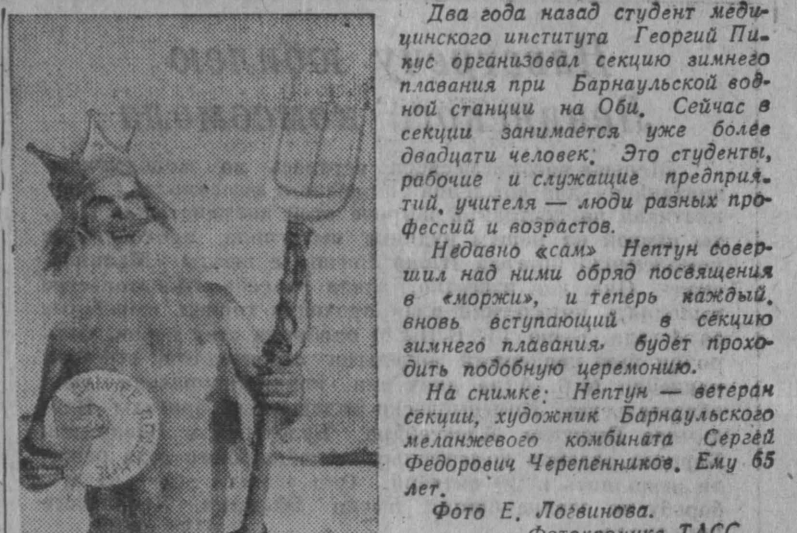 Два года назад студент меди-
цинского института Георгий Пи-
кус организовал секцию зимнего
плавания при Барнаульской вод-
ной станции на Оби. Сейчас в
секции занимается уже более
двадцати человек. Это студенты,
рабочие и служащие предприя-
тий, учителя — люди разных про-
фессий и возрастов.
Недавно «сам» Нептун совер-
шил над ними обряд посвящения
в «моржи», и теперь каждый,
вновь вступающий в секцию
зимнего плавания, будет прохо-
дить подобную церемонию.
На снимке: Нептун — ветеран
секции, художник Барнаульского
меланжевого комбината Сергей
Федорович Черепенников. Ему 65
лет.
Фото Е. Логвинова.
Фотохроника ТАСС
ЗИМНЕЕ ПЛАВАНИЕ